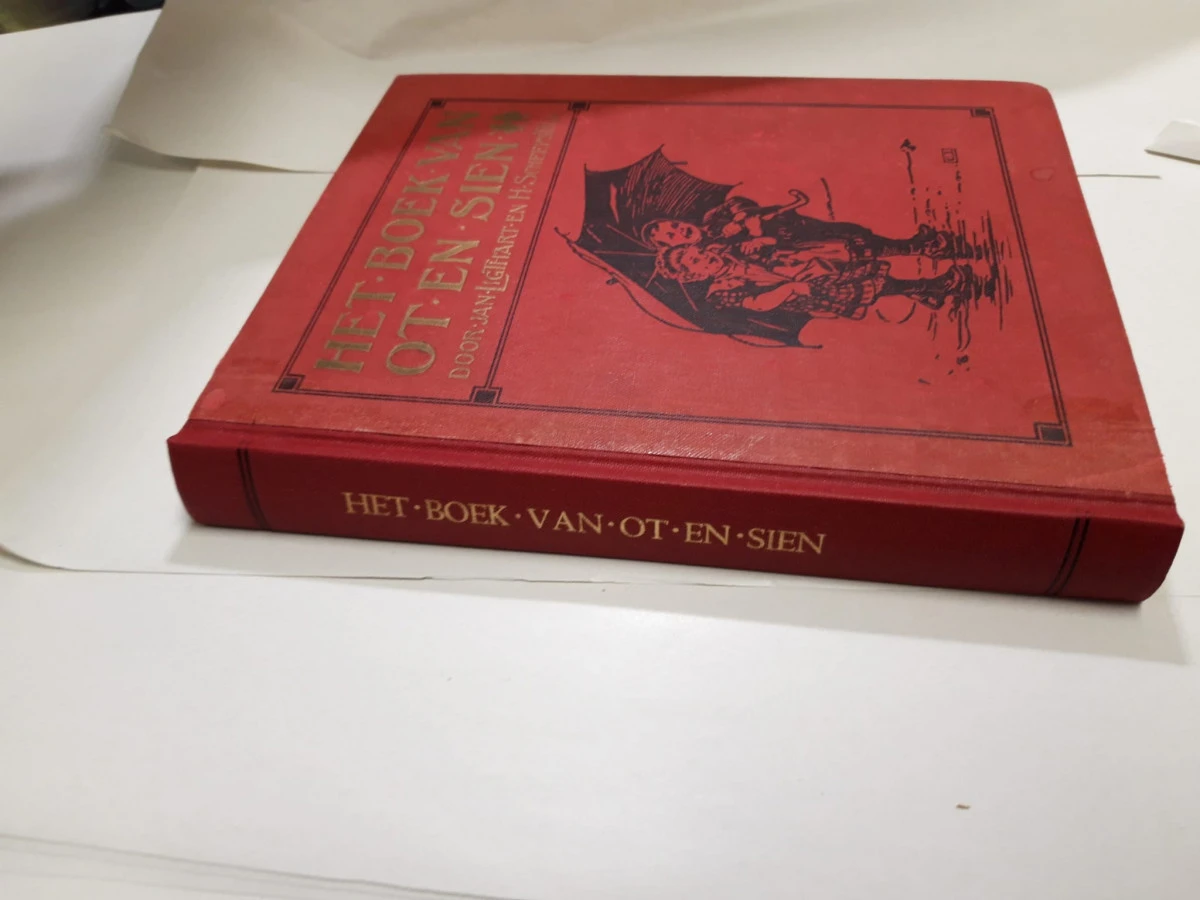 HET·BOEK·VAN
OT·EN·SIEN·
DOOR·JAN·LIGTHART·EN H·SCHEEPSTRA
HET·BOEK·VAN·OT·EN·SIEN